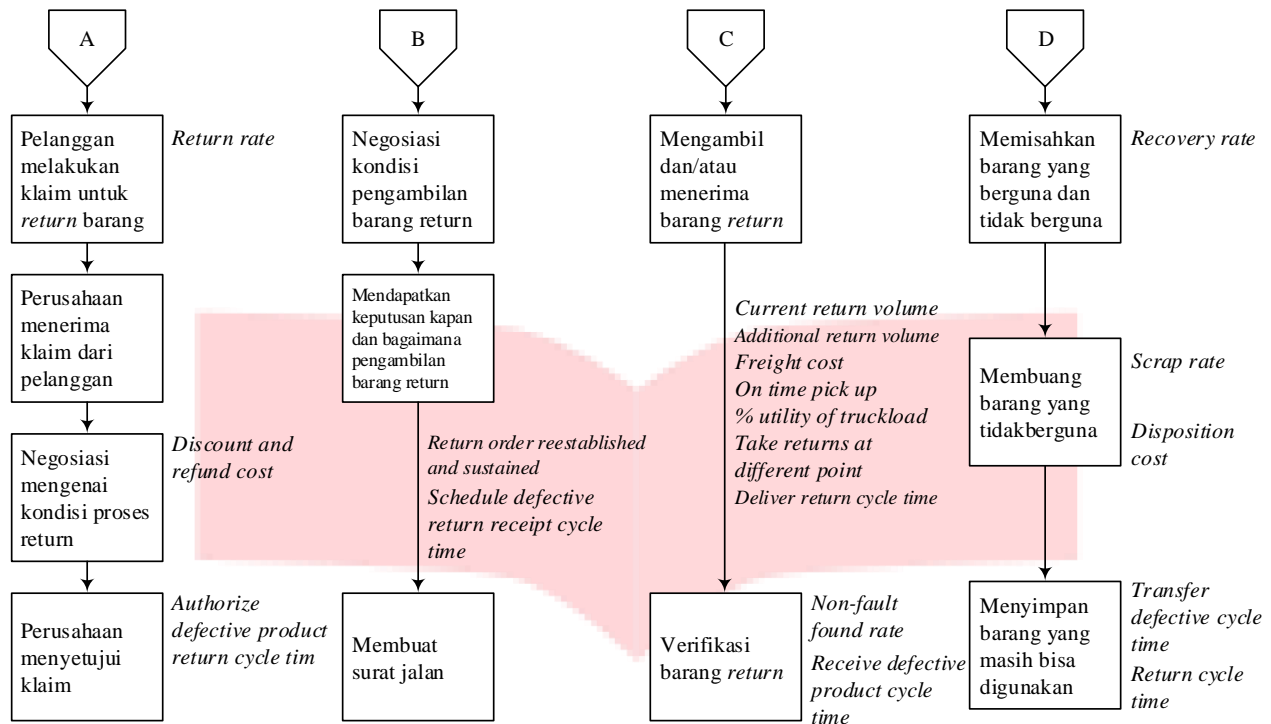 A
Pelanggan
melakukan
klaim untuk
return barang
Return rate
Perusahaan
menerima
klaim dari
pelanggan
Negosiasi
mengenai
kondisi proses
return
Discount and
refund cost
Perusahaan
menyetujui
klaim
Authorize
defective product
return cycle tim
B
Negosiasi
kondisi
pengambilan
barang return
Mendapatkan
keputusan kapan
dan bagaimana
pengambilan
barang return
Return order reestablished
and sustained
Schedule defective
return receipt cycle
time
Membuat
surat jalan
C
Mengambil
dan/atau
menerima
barang return
Current return volume
Additional return volume
Freight cost
On time pick up
% utility of truckload
Take returns at
different point
Deliver return cycle time
Verifikasi
barang return
Non-fault
found rate
Receive defective
product cycle
time
D
Memisahkan
barang yang
berguna dan
tidak berguna
Recovery rate
Membuang
barang yang
tidakberguna
Scrap rate
Disposition
cost
Menyimpan
barang yang
masih bisa
digunakan
Transfer
defective cycle
time
Return cycle
time